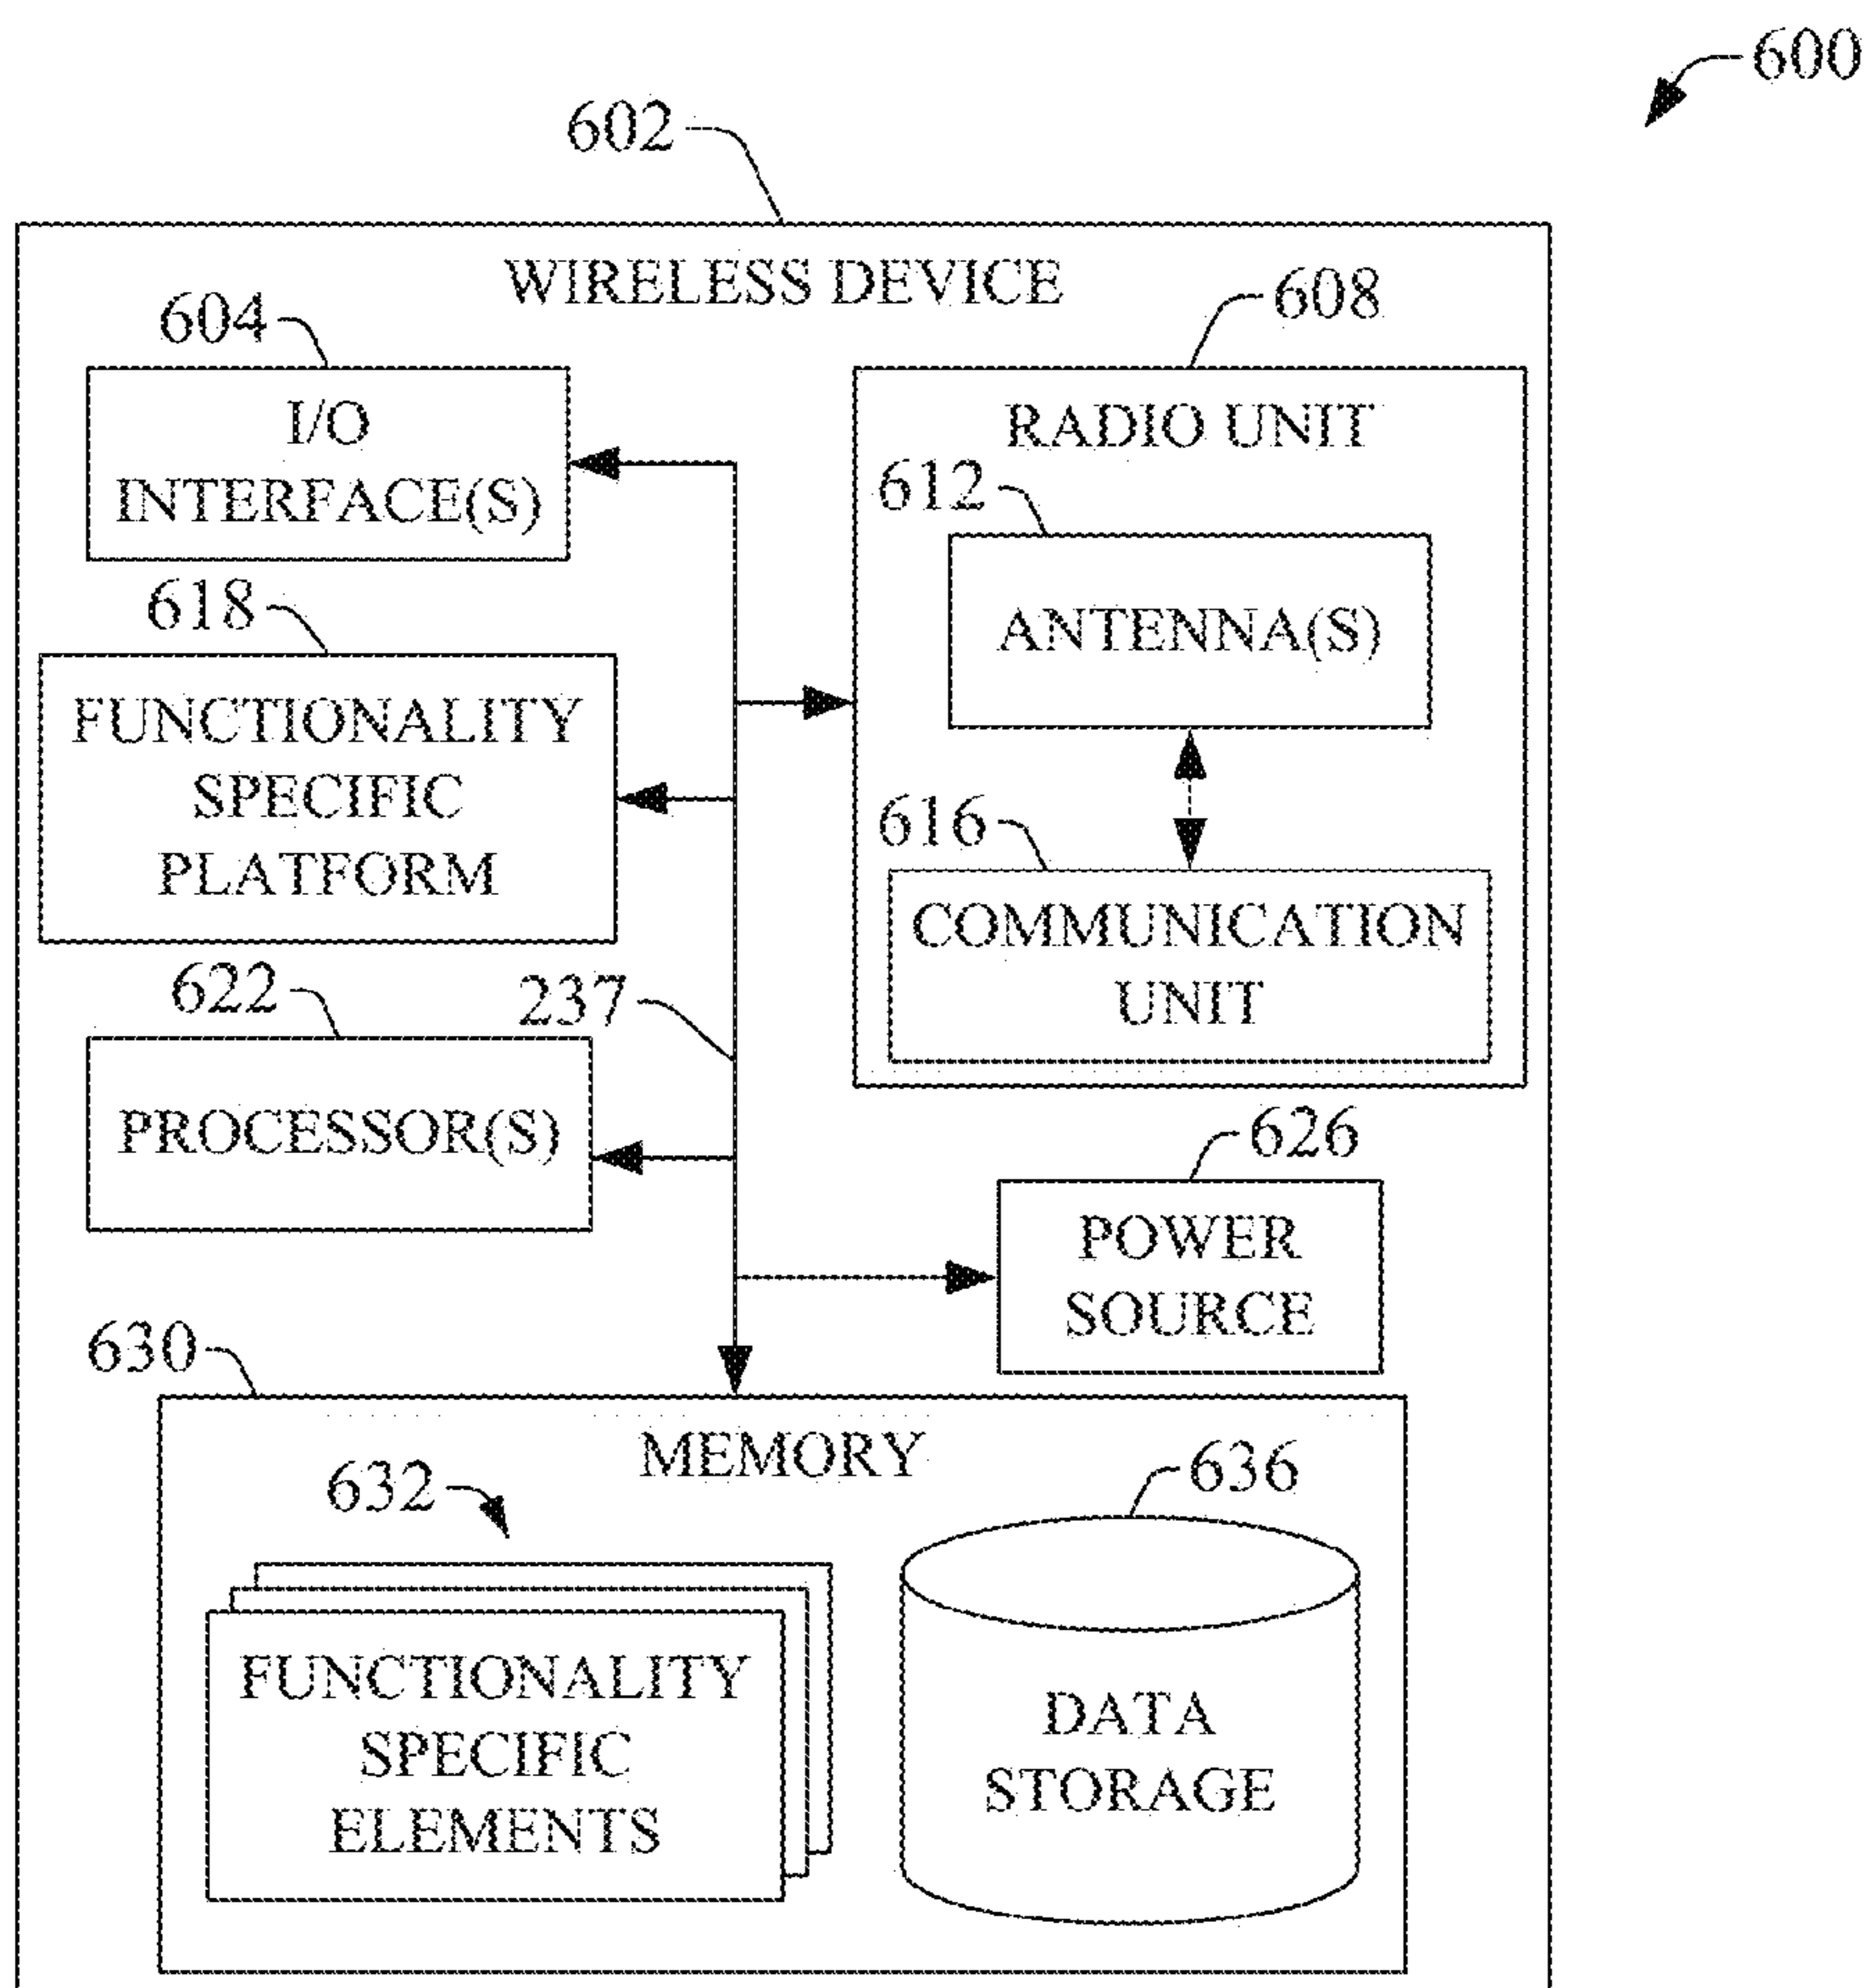 600
602
WIRELESS DEVICE
604
608
I/O
INTERFACE(S)
RADIO UNIT
612
ANTENNA(S)
618
FUNCTIONALITY
SPECIFIC
PLATFORM
616
COMMUNICATION
UNIT
622
237
PROCESSOR(S)
626
POWER
SOURCE
630
MEMORY
632
636
FUNCTIONALITY
SPECIFIC
ELEMENTS
DATA
STORAGE